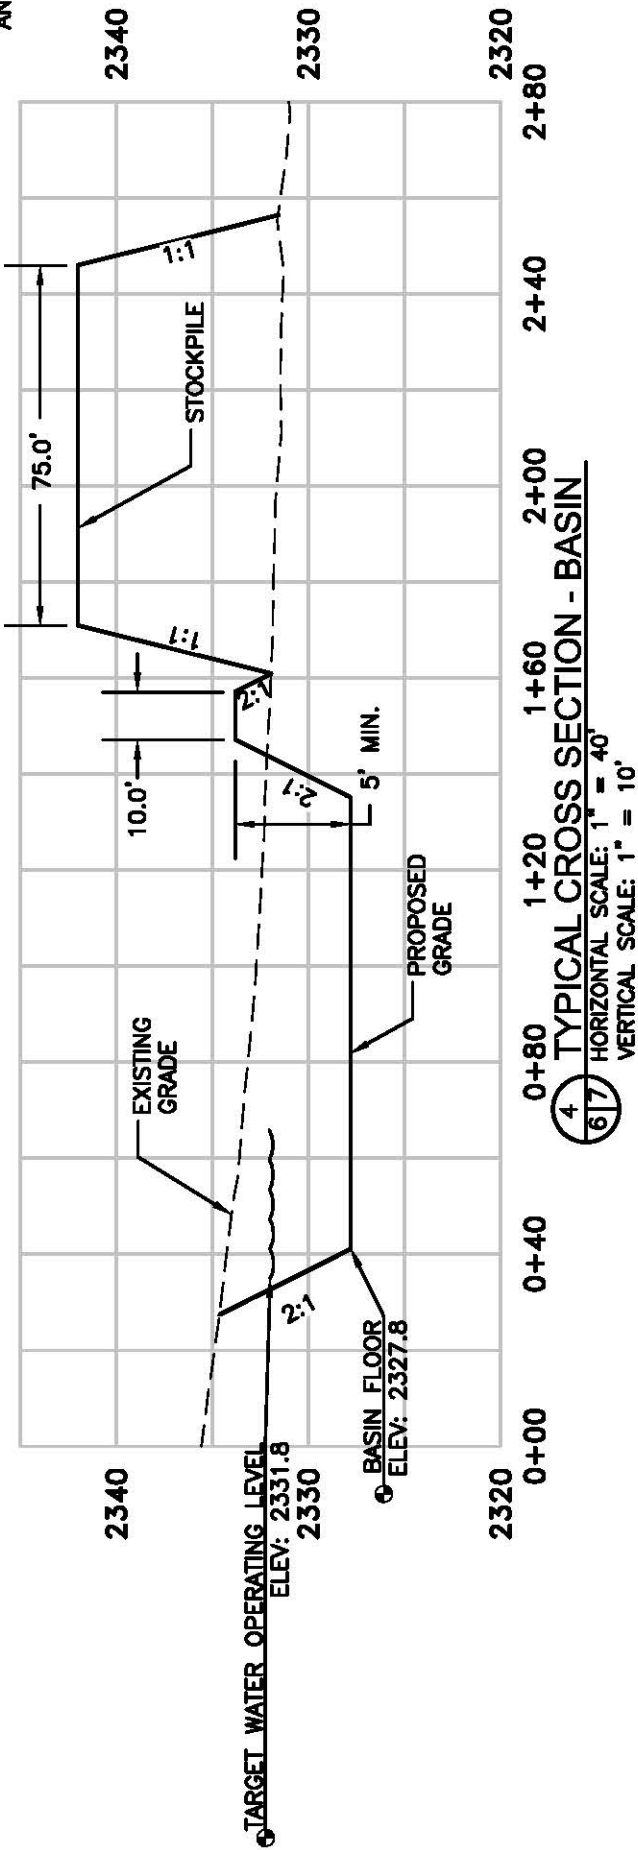 AN
2340
2330
2320
2340
2330
2320
75.0'
10.0'
STOCKPILE
1:1
1:1
2:1
2:1
2:1
5' MIN.
EXISTING
GRADE
PROPOSED
GRADE
TARGET WATER OPERATING LEVEL
ELEV: 2331.8
BASIN FLOOR
ELEV: 2327.8
0+00
0+40
0+80
1+20
1+60
2+00
2+40
2+80
4
6 7
TYPICAL CROSS SECTION - BASIN
HORIZONTAL SCALE: 1" = 40'
VERTICAL SCALE: 1" = 10'